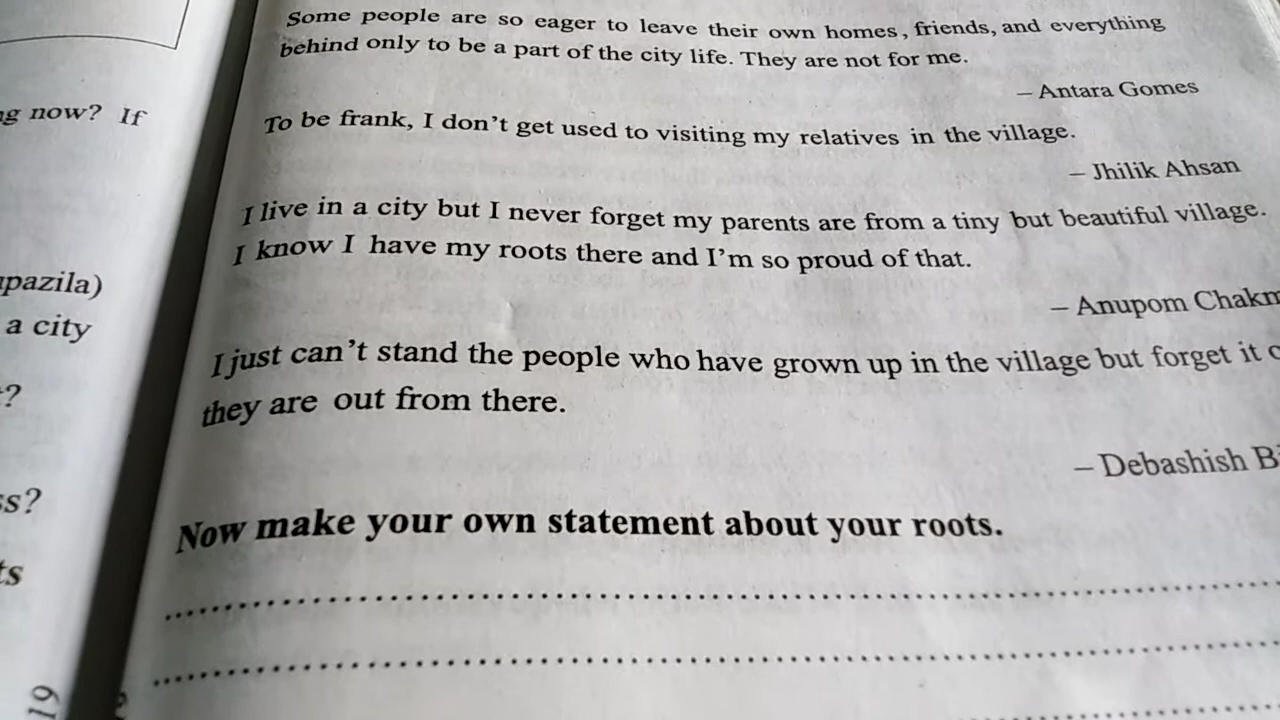 g now? If
upazila)
a city
?
s?
ts
19
Some people are so eager to leave their own homes, friends, and everything
behind only to be a part of the city life. They are not for me.
– Antara Gomes
To be frank, I don't get used to visiting my relatives in the village.
– Jhilik Ahsan
I live in a city but I never forget my parents are from a tiny but beautiful village.
I know I have my roots there and I'm so proud of that.
– Anupom Chakm
I just can't stand the people who have grown up in the village but forget it
they are out from there.
– Debashish B
Now make your own statement about your roots.